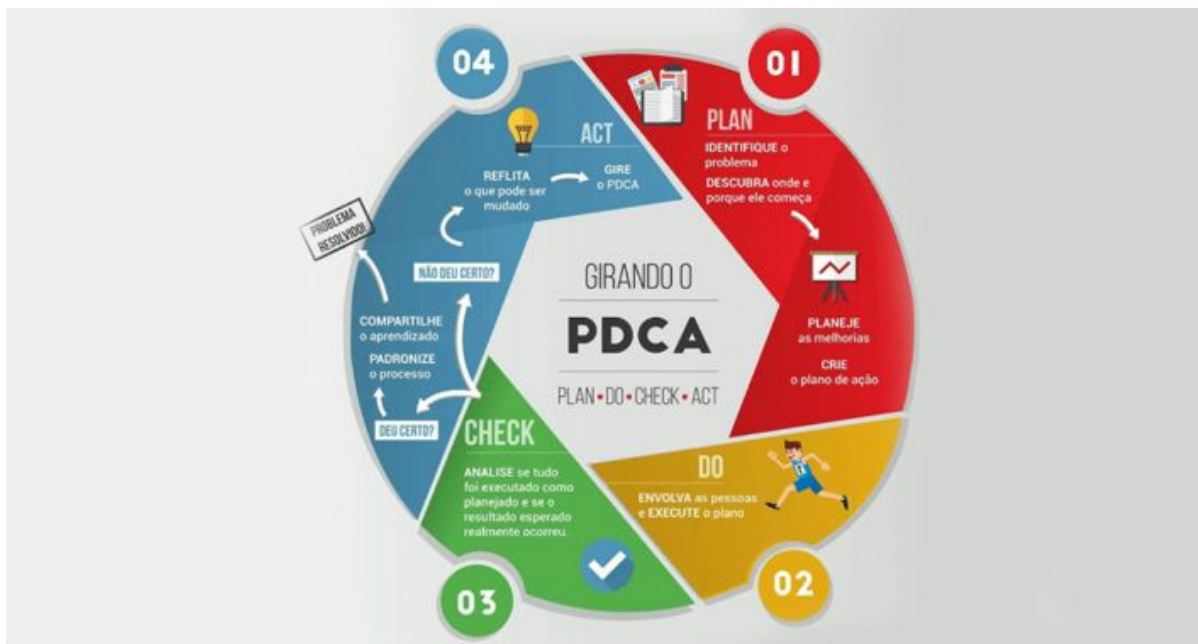 01
PLAN
IDENTIFIQUE o
problema
DESCUBRA onde e
porque ele começa
PLANEJE
as melhorias
CRIE
o plano de ação
02
DO
ENVOLVA as pessoas
e EXECUTE o plano
03
CHECK
ANALISE se tudo
foi executado como
planejado e se o
resultado esperado
realmente ocorreu.
04
ACT
DEU CERTO?
PADRONIZE
o processo
COMPARTILHE
o aprendizado
PROBLEMA
RESOLVIDO!
NÃO DEU CERTO?
REFLITA
o que pode ser
mudado
GIRE
o PDCA
GIRANDO O
PDCA
PLAN•DO•CHECK•ACT